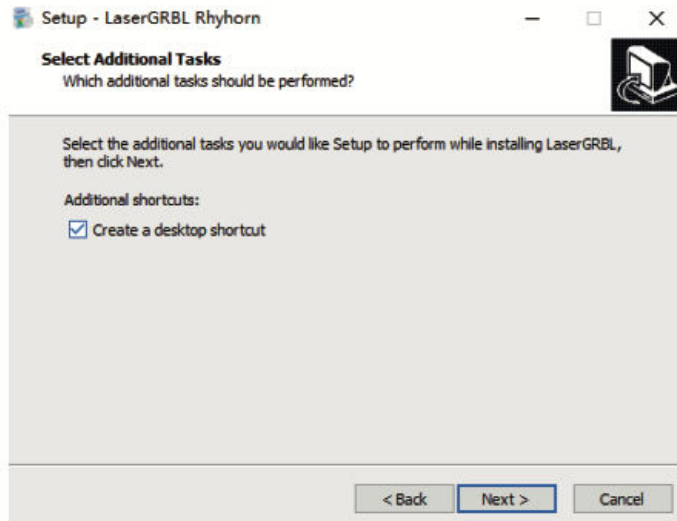 Setup - LaserGRBL Rhyhorn
Select Additional Tasks
Which additional tasks should be performed?
Select the additional tasks you would like Setup to perform while installing LaserGRBL,
then click Next.
Additional shortcuts:
Create a desktop shortcut
< Back Next > Cancel